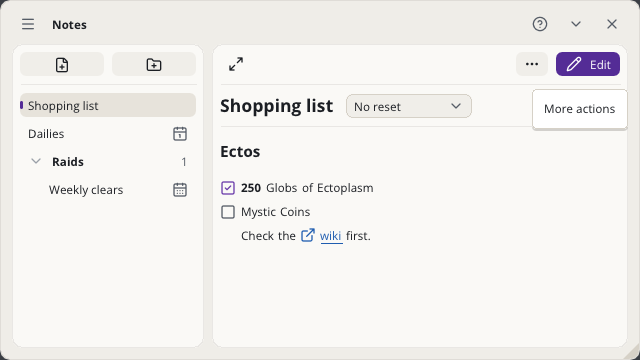 Notes
Edit
Shopping list
Shopping list
No reset
More actions
Dailies
Raids
1
Weekly clears
Ectos
250 Globs of Ectoplasm
Mystic Coins
Check the wiki first.